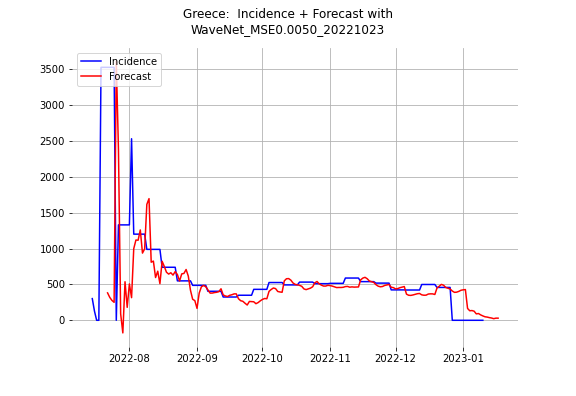 Greece:  Incidence + Forecast with
WaveNet_MSE0.0050_20221023
Incidence
Forecast
3500
3000
2500
2000
1500
1000
500
0
2022-08 2022-09 2022-10 2022-11 2022-12 2023-01